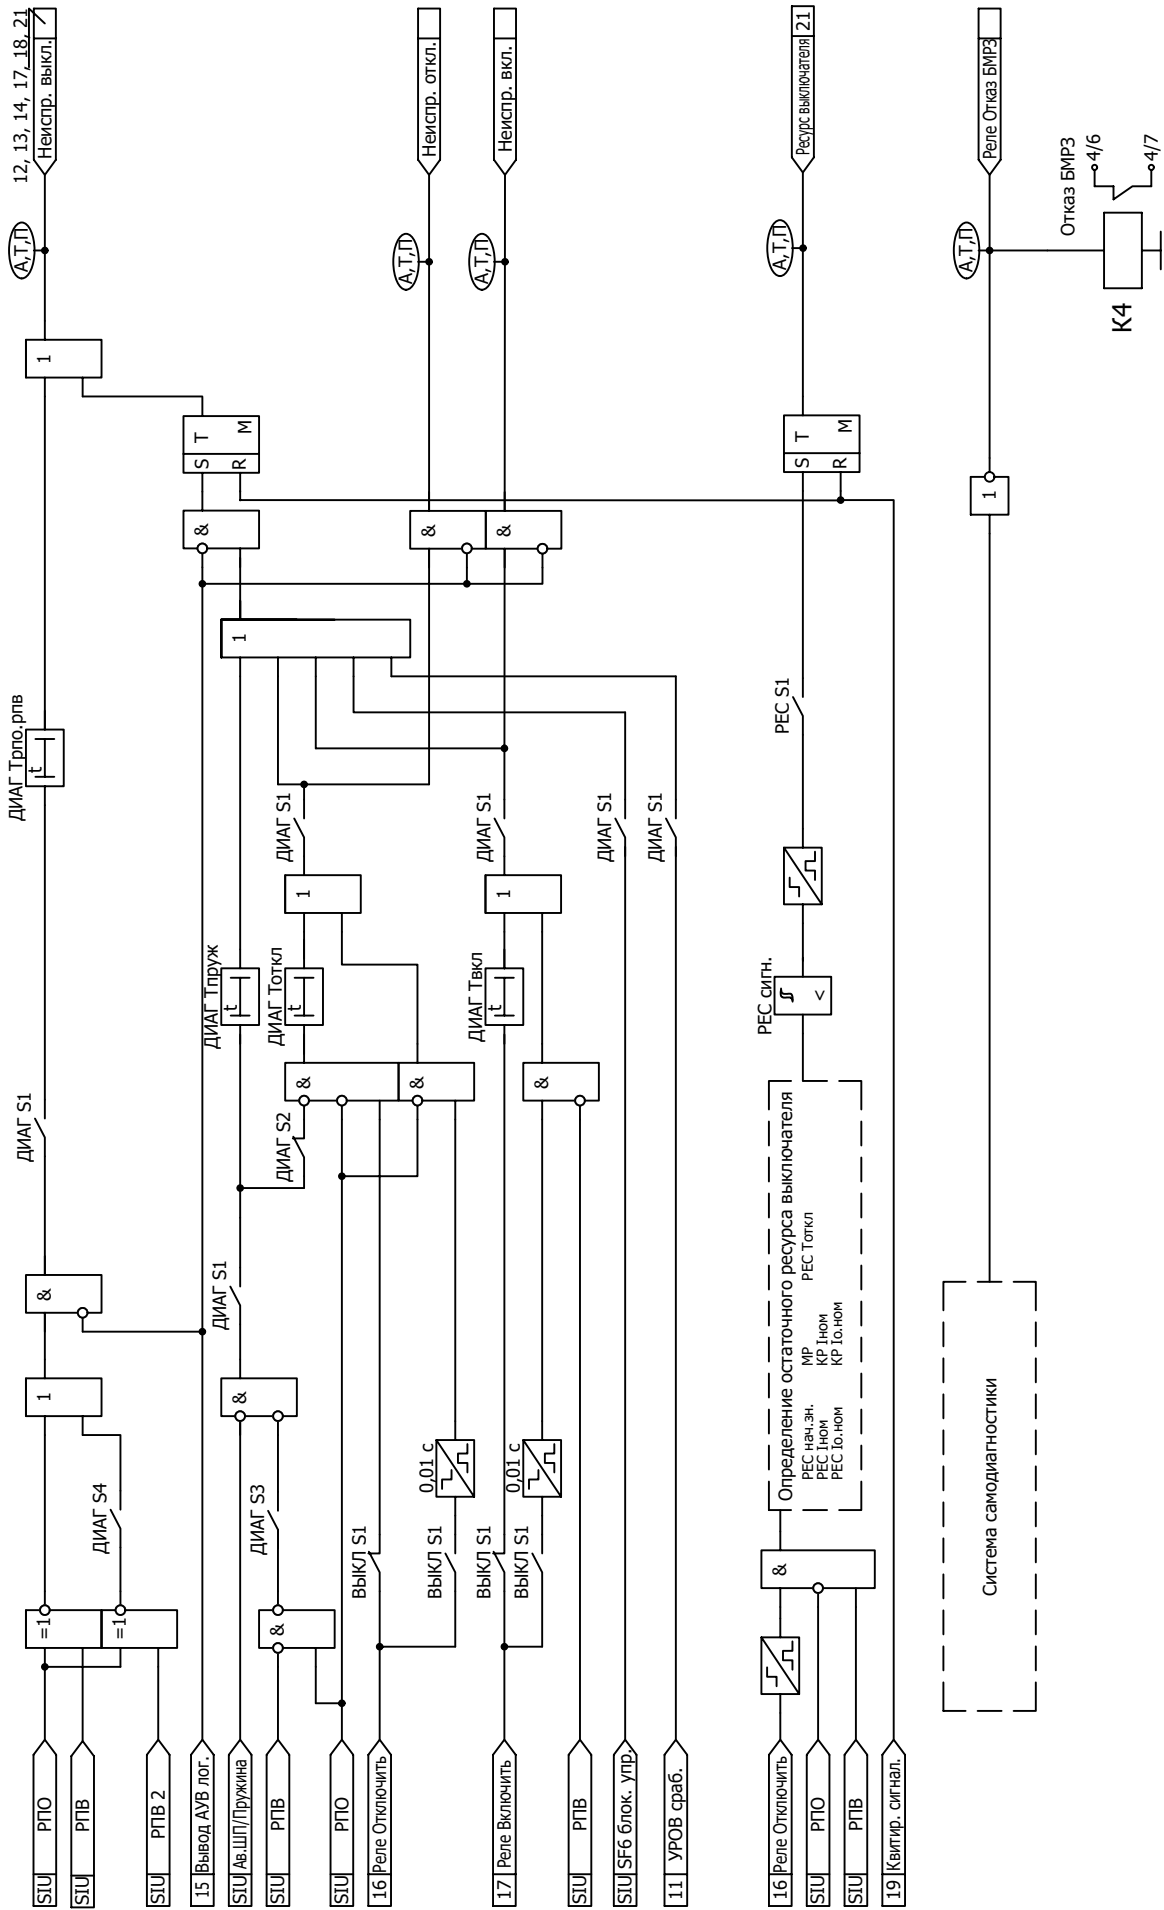 12, 13, 14, 17, 18, 21
Неиспр. выкл.
Неиспр. откл.
Неиспр. вкл.
Ресурс выключателя 21
Реле Отказ БМРЗ
А,Т,П
А,Т,П
А,Т,П
А,Т,П
А,Т,П
Отказ БМРЗ
4/6
4/7
К4
1
S T
R M
S T
R M
&
&
&
1
1
ДИАГ Трпо.рпв
t
РЕС S1
ДИАГ S1
ДИАГ S1
ДИАГ S1
ДИАГ S1
1
1
ДИАГ Тпруж
t
ДИАГ Тоткл
t
ДИАГ Твкл
t
РЕС сигн.
<
&
&
&
ДИАГ S1
ДИАГ S2
ДИАГ S1
&
1
&
Определение остаточного ресурса выключателя
РЕС нач.зн.
МР
РЕС Тоткл
РЕС Iном
КР Iном
РЕС Iо.ном
КР Iо.ном
Система самодиагностики
ДИАГ S4
ДИАГ S3
0,01 с
0,01 с
ВЫКЛ S1
ВЫКЛ S1
ВЫКЛ S1
ВЫКЛ S1
=1
=1
&
&
SIU РПО
SIU РПВ
SIU РПВ 2
15 Вывод АУВ лог.
SIU Ав.ШП/Пружина
SIU РПВ
SIU РПО
16 Реле Отключить
17 Реле Включить
SIU РПВ
SIU SF6 блок. упр.
11 УРОВ сраб.
16 Реле Отключить
SIU РПО
SIU РПВ
19 Квитир. сигнал.